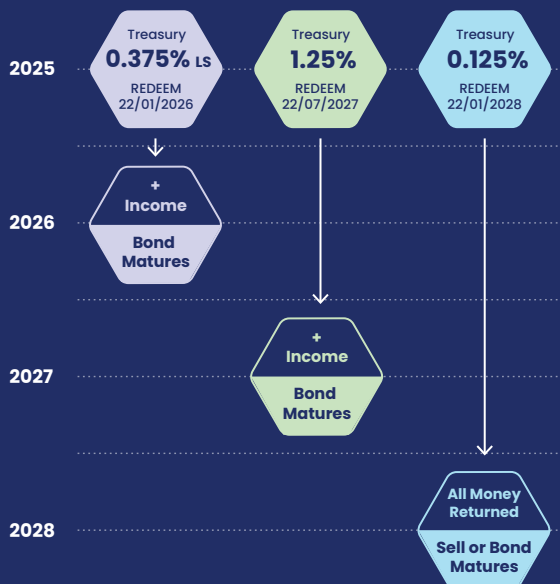 2025
Treasury
0.375% LS
REDEEM
22/01/2026
Treasury
1.25%
REDEEM
22/07/2027
Treasury
0.125%
REDEEM
22/01/2028
2026
+
Income
Bond
Matures
2027
+
Income
Bond
Matures
2028
All Money
Returned
Sell or Bond
Matures